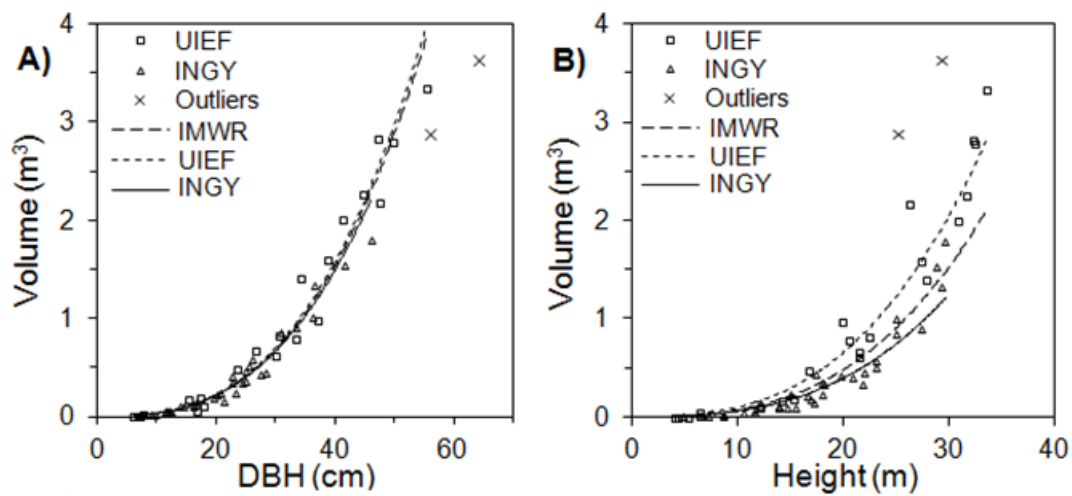 A)
4
3
2
1
0
Volume (m³)
UIEF
INGY
Outliers
IMWR
UIEF
INGY
0 20 40 60
DBH (cm)
B)
4
3
2
1
0
Volume (m³)
UIEF
INGY
Outliers
IMWR
UIEF
INGY
0 10 20 30 40
Height (m)